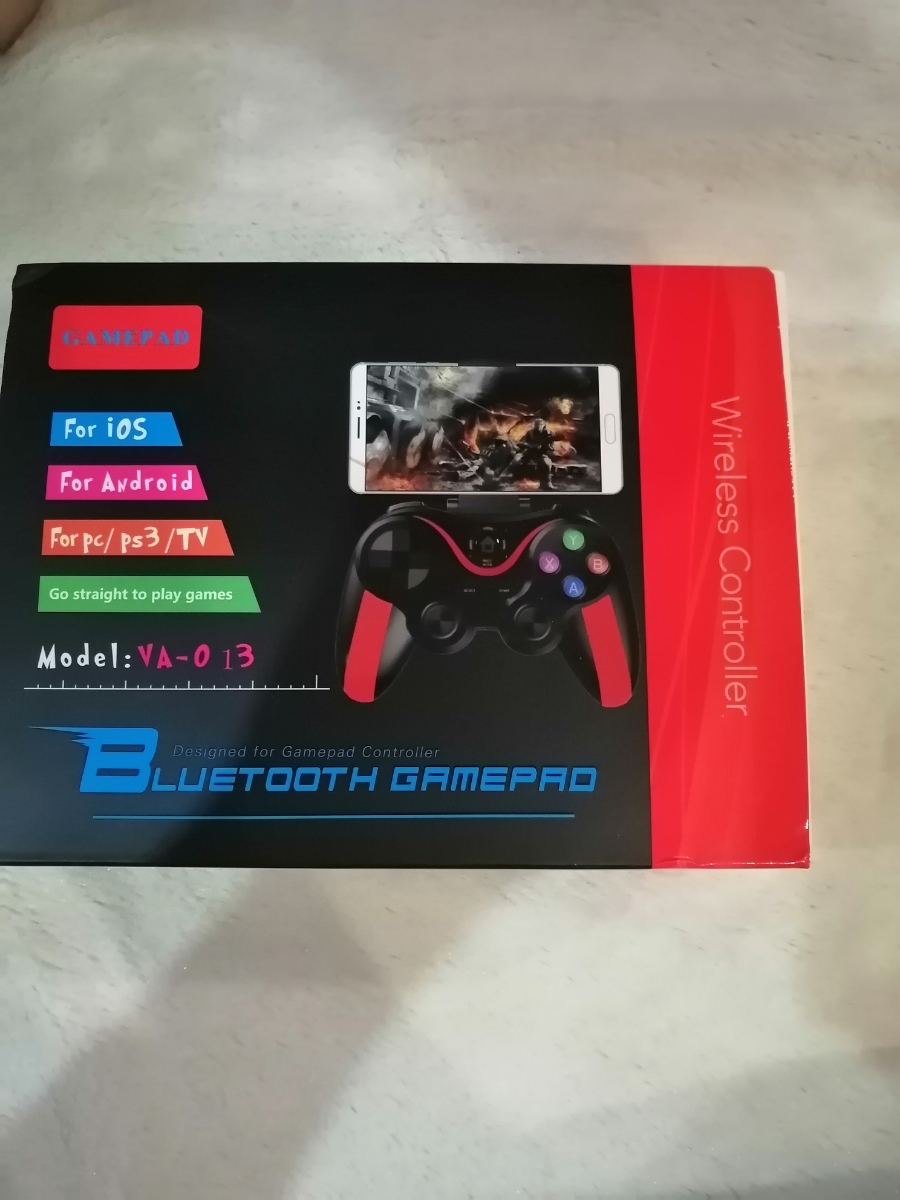 GAMEPAD
For iOS
For Android
For pc/ps3/TV
Go straight to play games
Model: VA-013
Designed for Gamepad Controller
BLUETOOTH GAMEPAD
Y
X
B
A
Wireless Controller